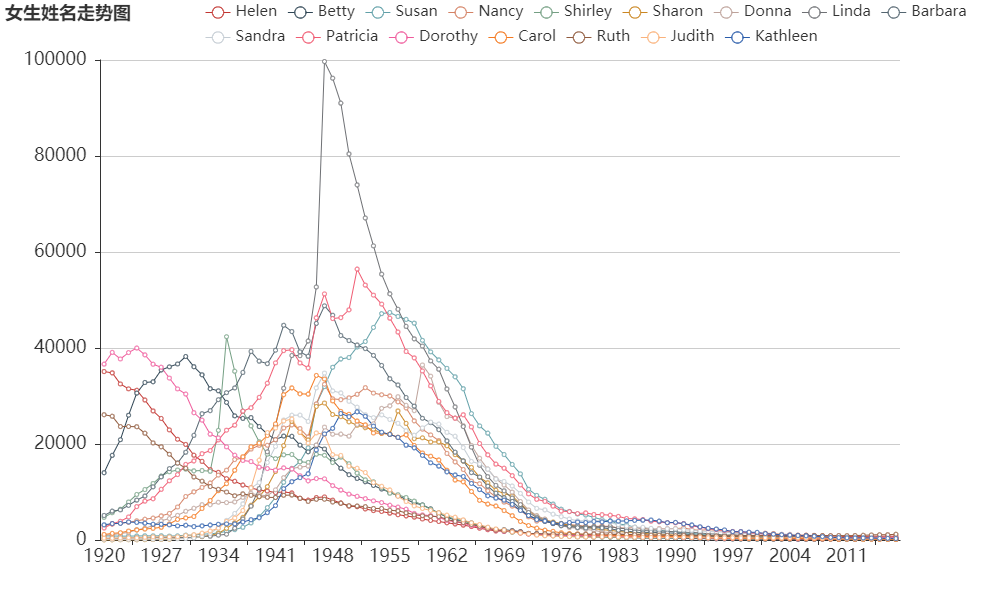 女生姓名走势图
Helen Betty Susan Nancy Shirley Sharon Donna Linda Barbara
Sandra Patricia Dorothy Carol Ruth Judith Kathleen
100000
80000
60000
40000
20000
0
1920 1927 1934 1941 1948 1955 1962 1969 1976 1983 1990 1997 2004 2011